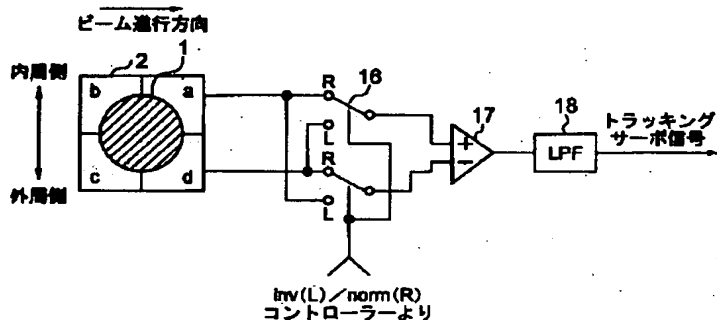 ビーム進行方向
2
1
内周側
b
a
c
d
外周側
R
16
L
R
L
17
+
−
18
LPF
トラッキング
サーボ信号
inv(L)/norm(R)
コントローラーより